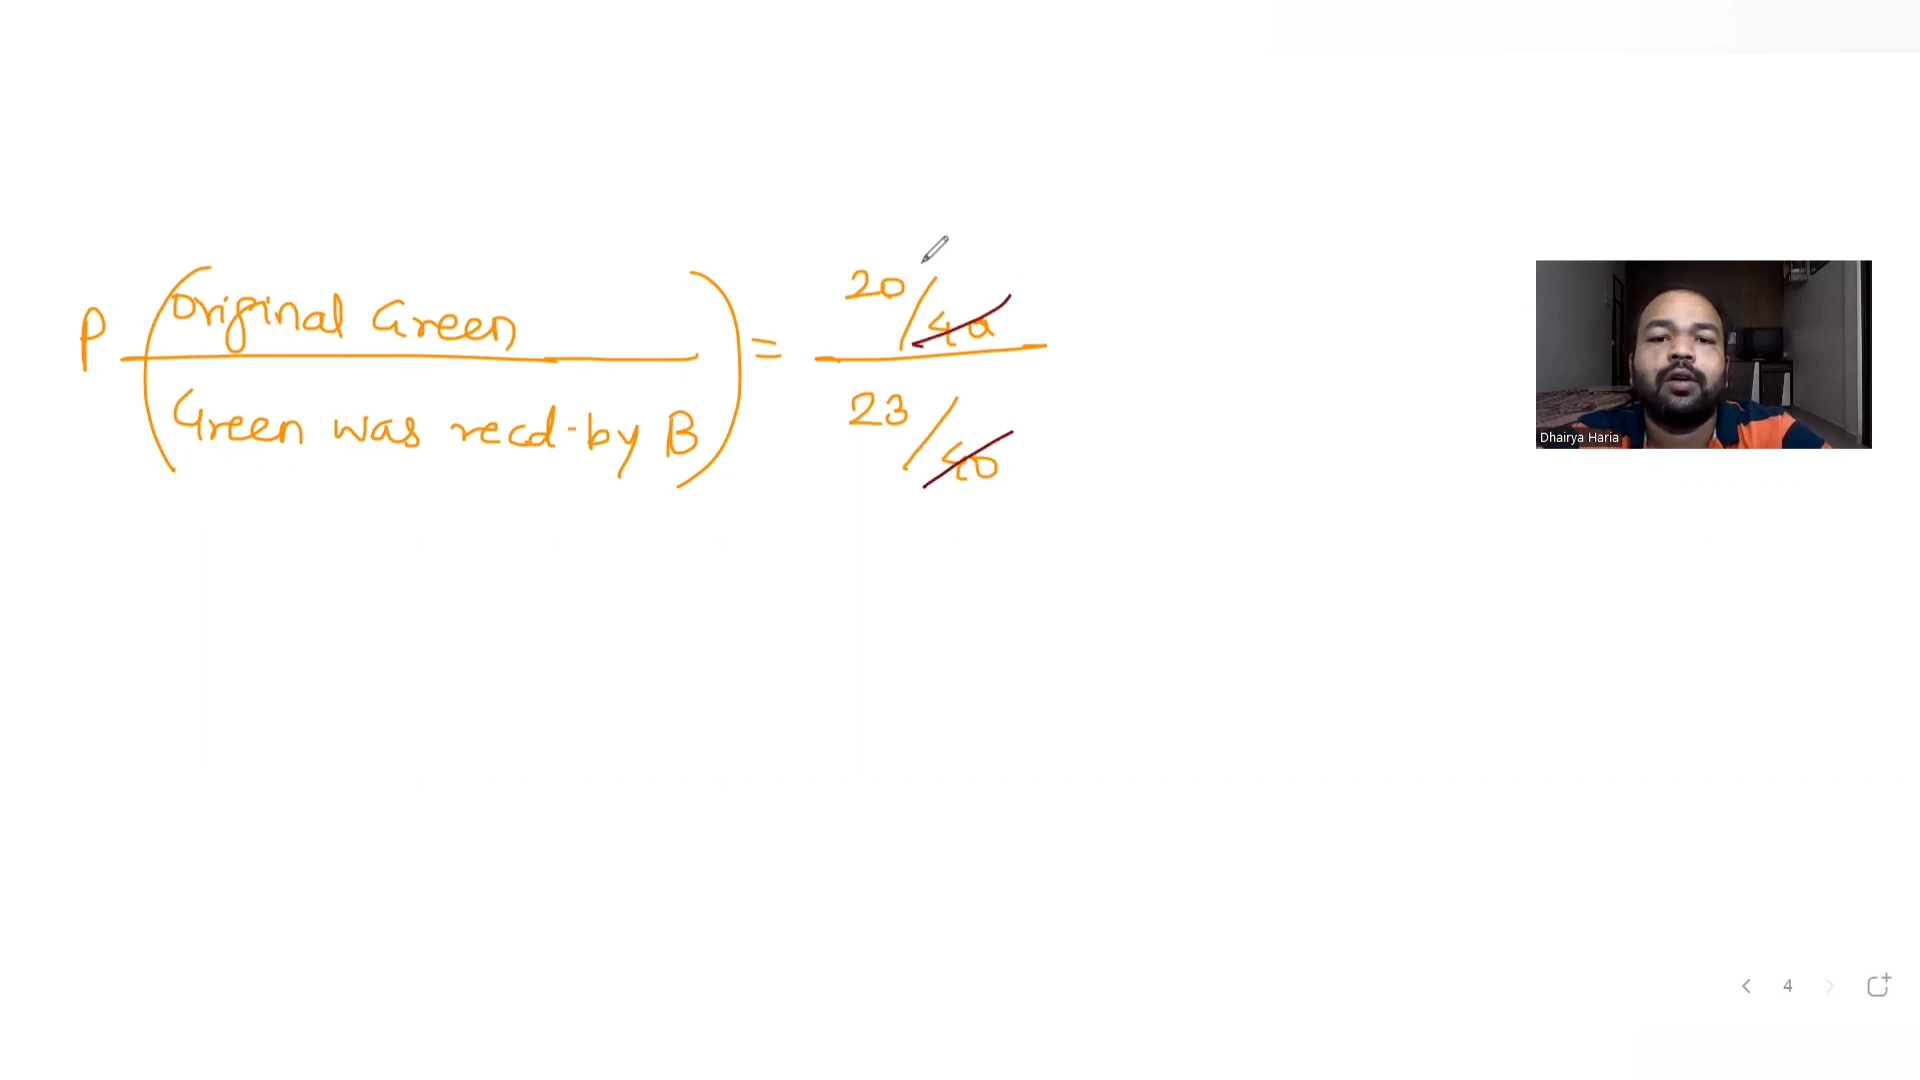 P (Original Green / Green was recd. by B) = 20/40 / 23/40
Dhairya Haria
4